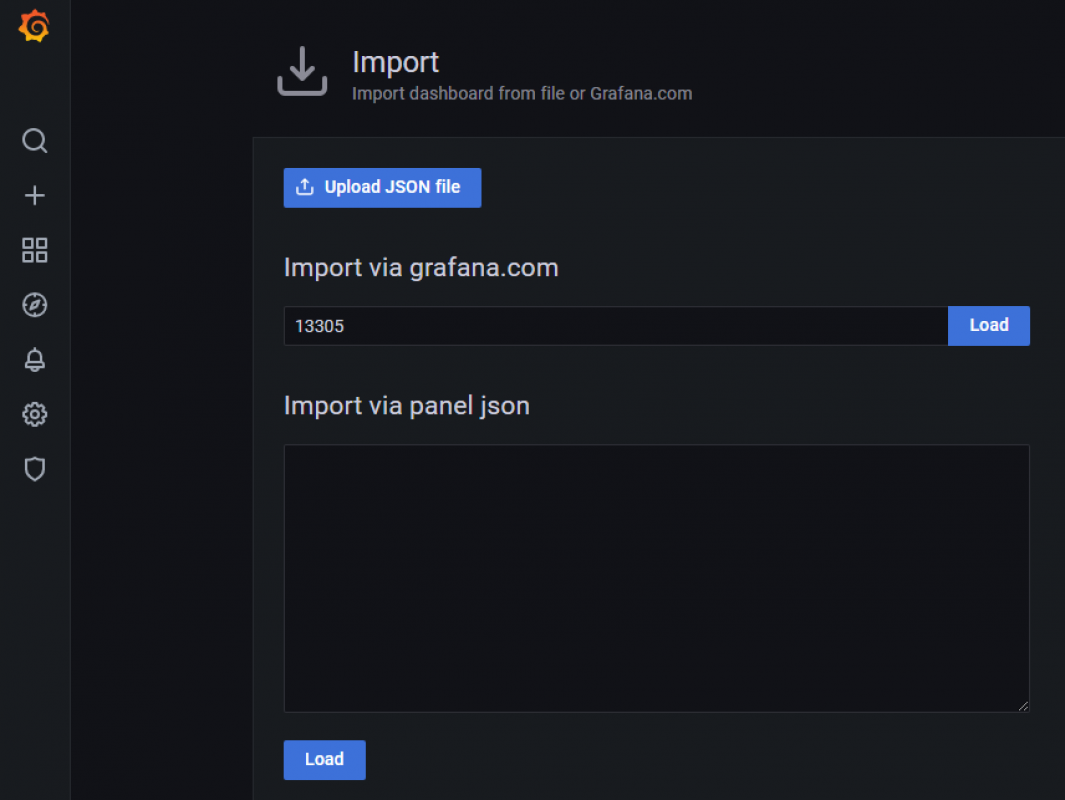 Import
Import dashboard from file or Grafana.com
Upload JSON file
Import via grafana.com
13305
Load
Import via panel json
Load